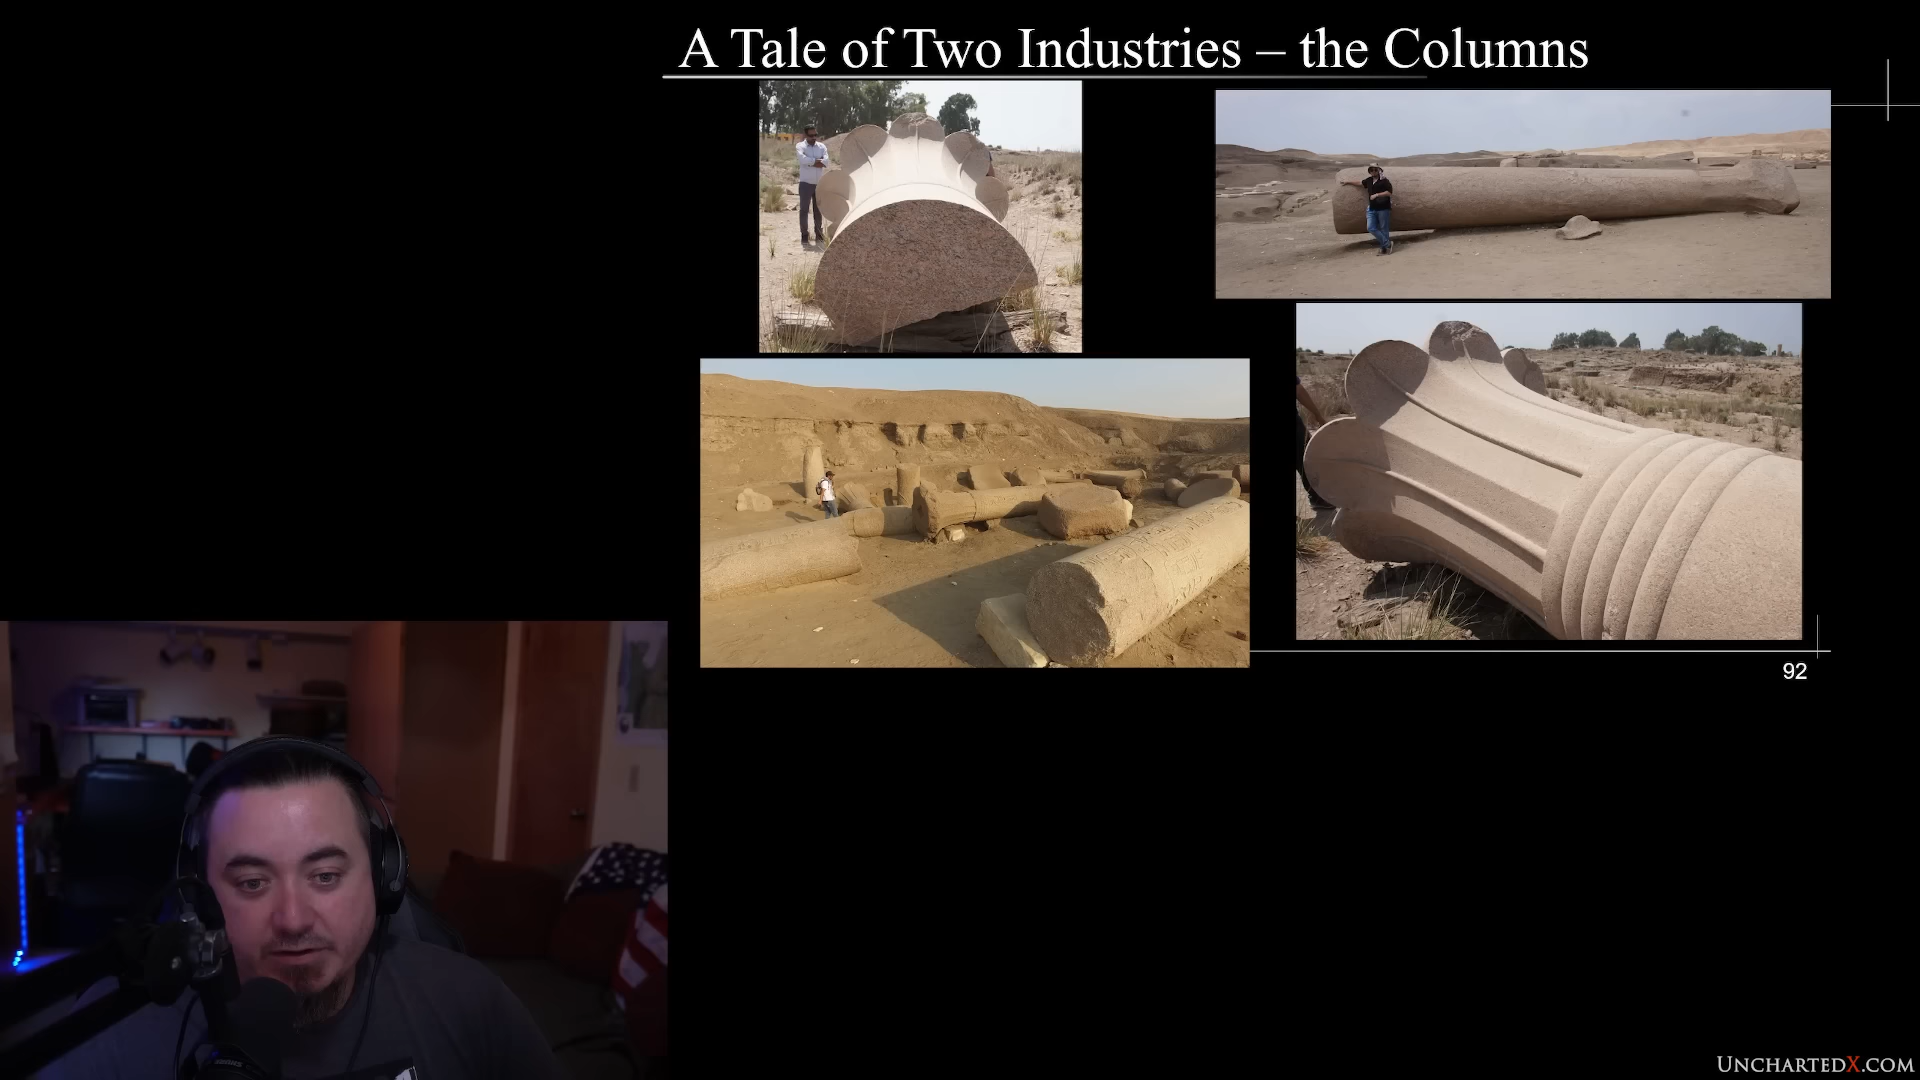 A Tale of Two Industries – the Columns
92
UNCHARTEDX.COM